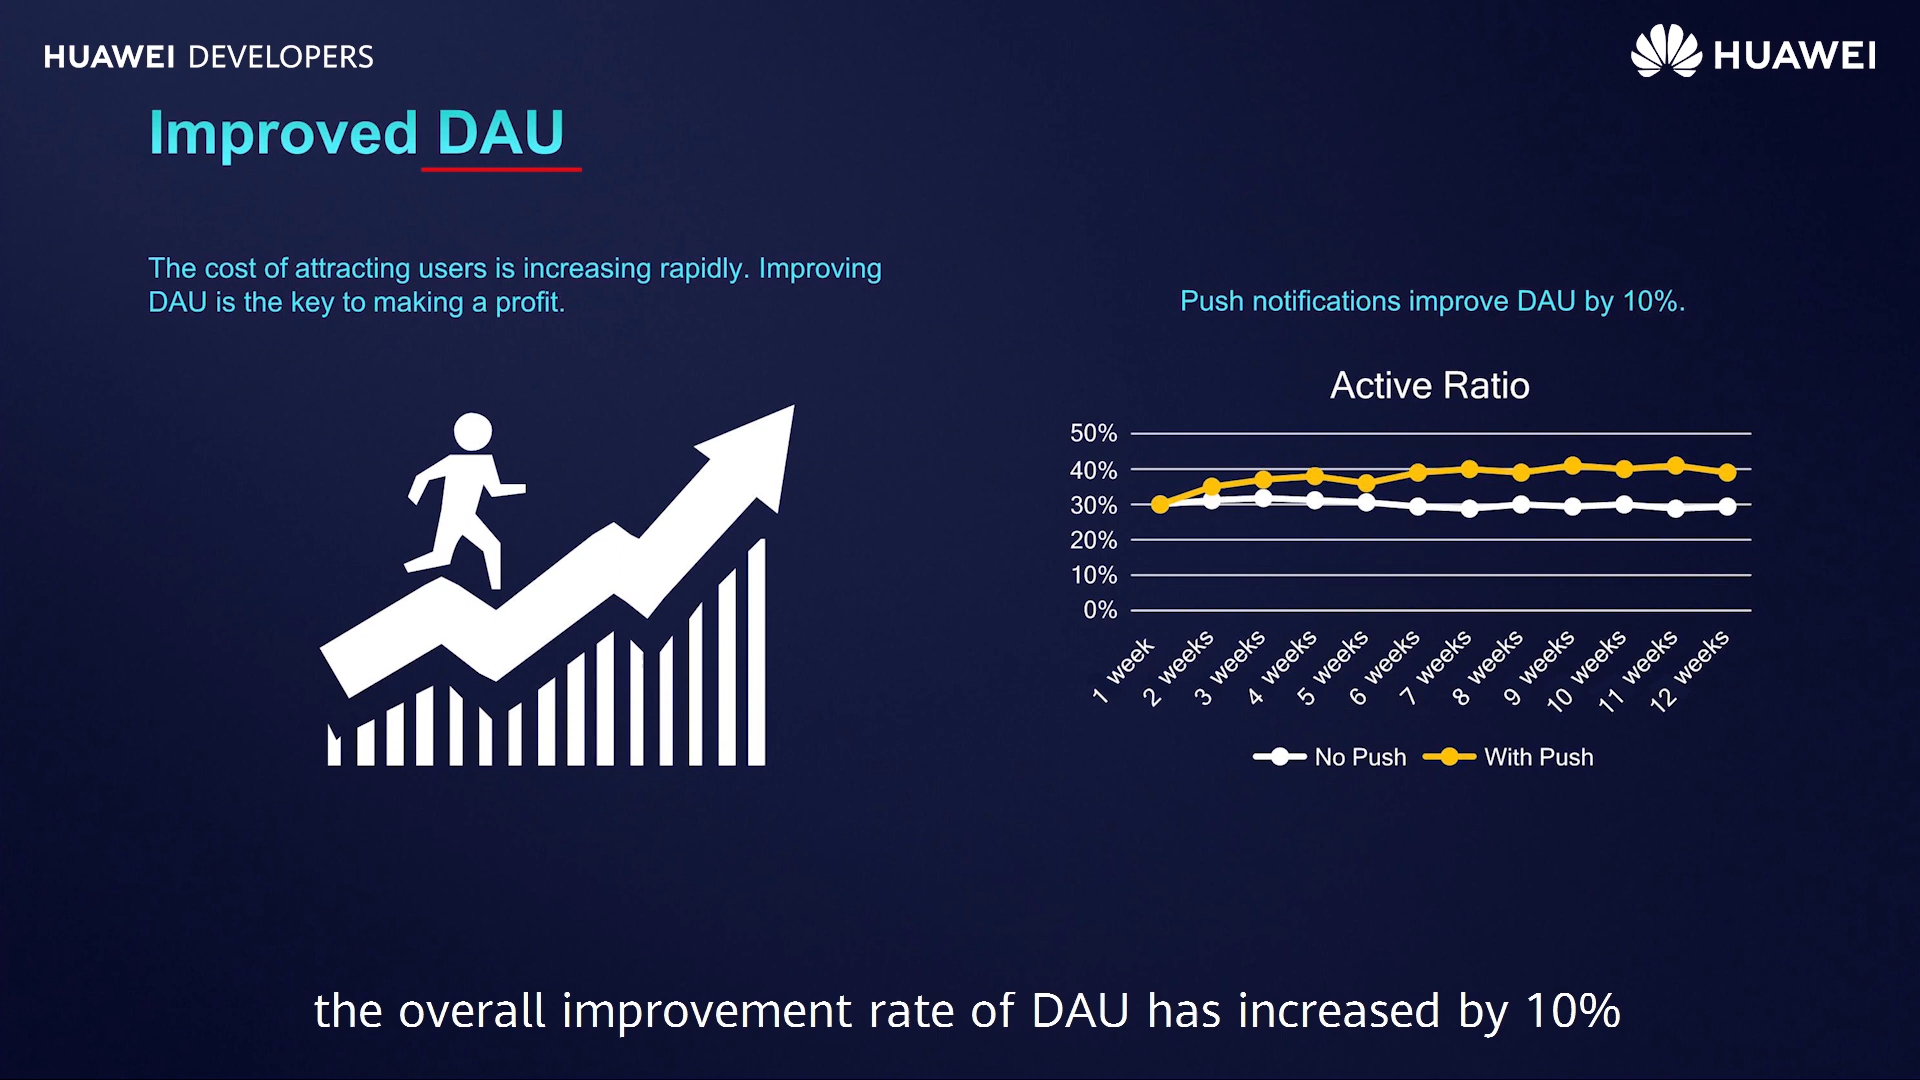 HUAWEI DEVELOPERS
HUAWEI
Improved DAU
The cost of attracting users is increasing rapidly. Improving
DAU is the key to making a profit.
Push notifications improve DAU by 10%.
Active Ratio
50%
40%
30%
20%
10%
0%
1 week
2 weeks
3 weeks
4 weeks
5 weeks
6 weeks
7 weeks
8 weeks
9 weeks
10 weeks
11 weeks
12 weeks
No Push
With Push
the overall improvement rate of DAU has increased by 10%